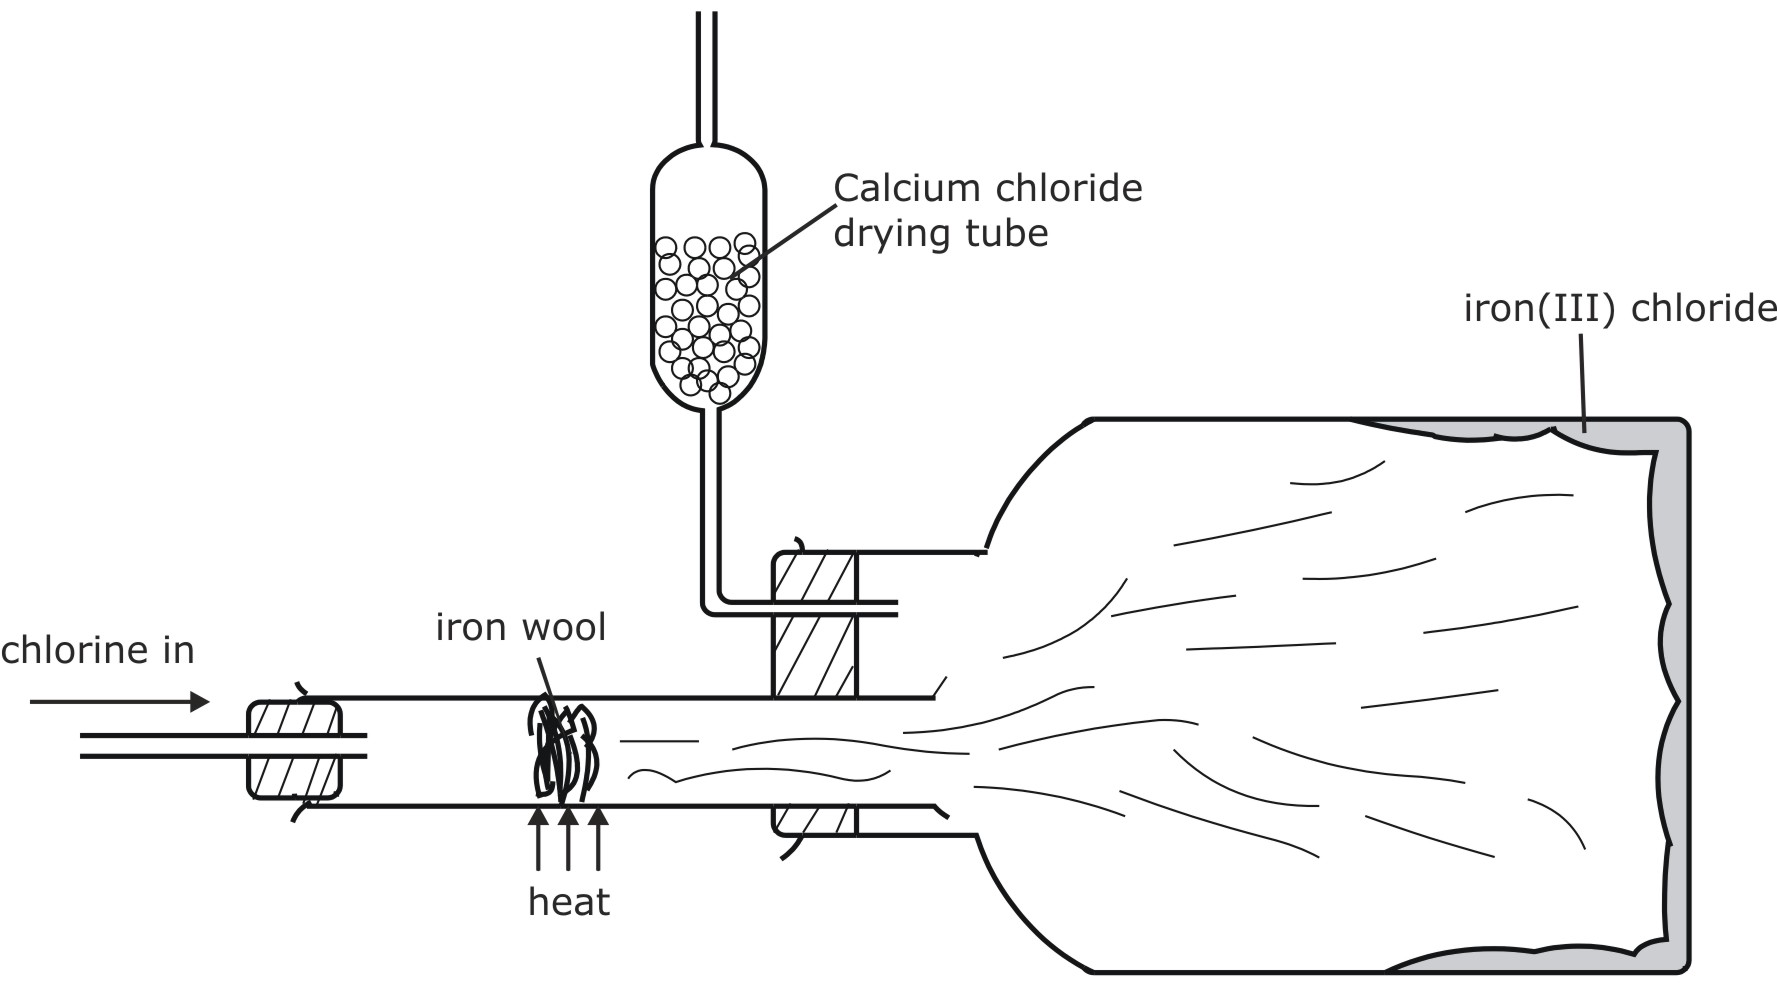 Calcium chloride
drying tube
iron(III) chloride
iron wool
chlorine in
heat